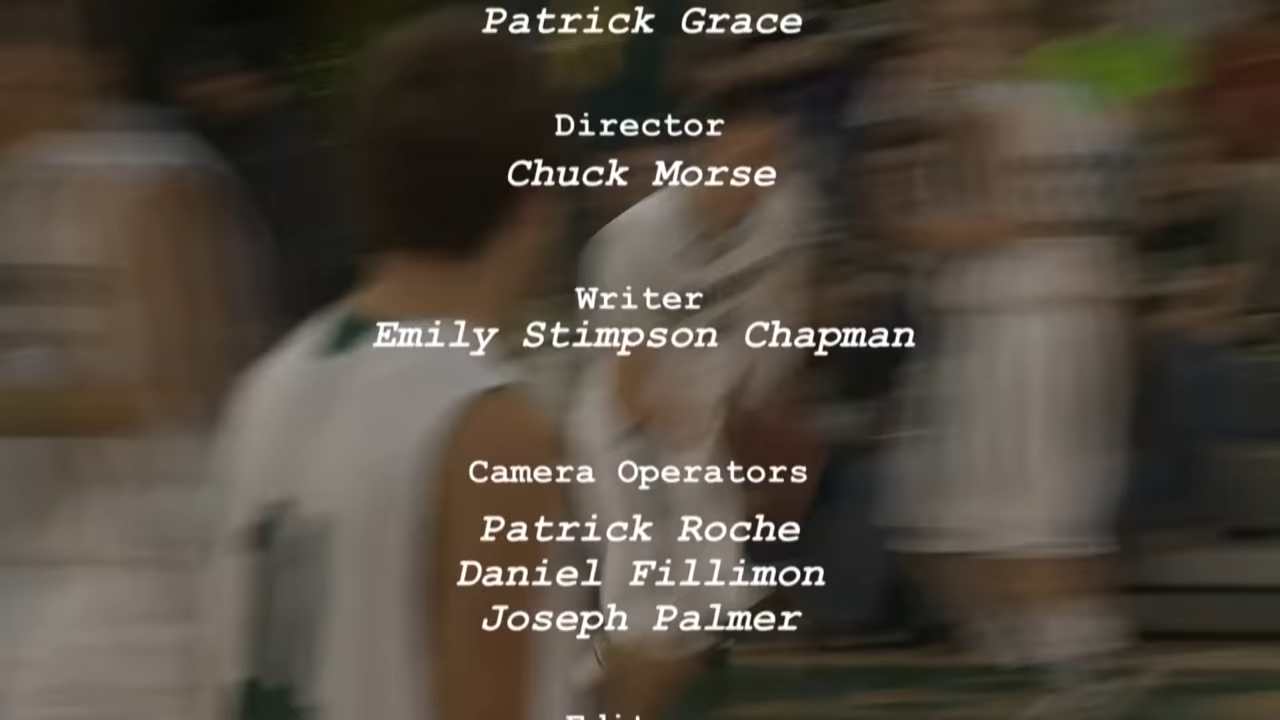 Patrick Grace
Director
Chuck Morse
Writer
Emily Stimpson Chapman
Camera Operators
Patrick Roche
Daniel Fillimon
Joseph Palmer